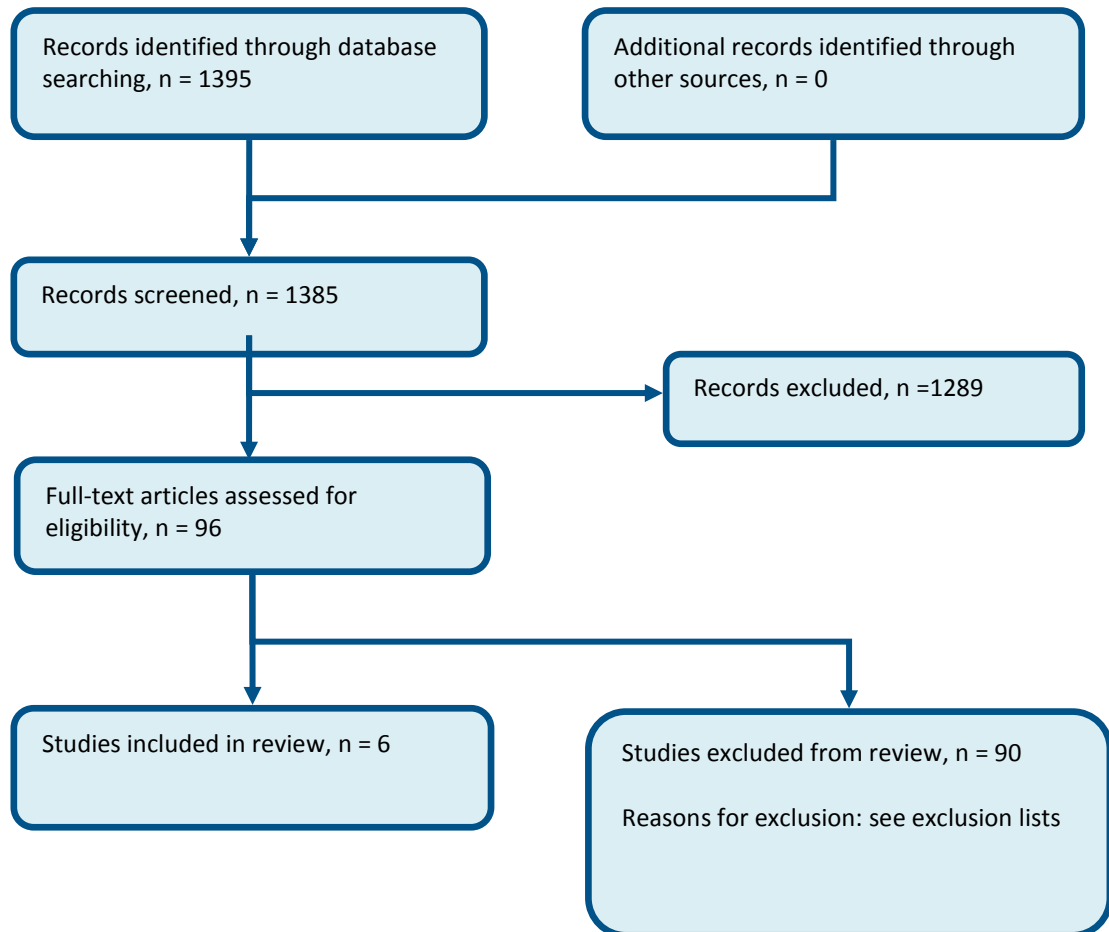 Records identified through database
searching, n = 1395
Additional records identified through
other sources, n = 0
Records screened, n = 1385
Records excluded, n =1289
Full-text articles assessed for
eligibility, n = 96
Studies included in review, n = 6
Studies excluded from review, n = 90
Reasons for exclusion: see exclusion lists